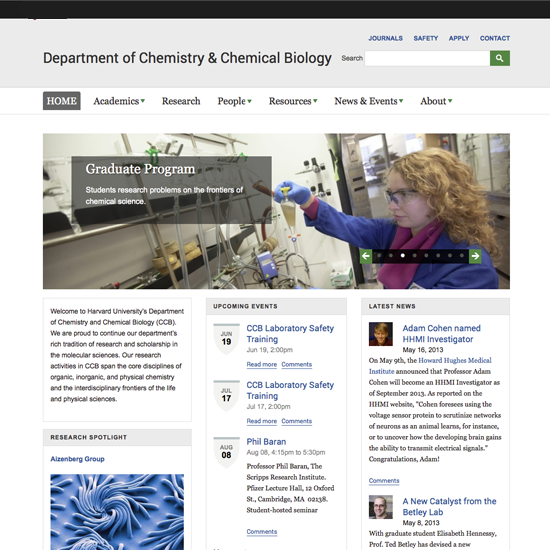 JOURNALS SAFETY APPLY CONTACT
Department of Chemistry & Chemical Biology
Search
HOME Academics Research People Resources News & Events About
Graduate Program
Students research problems on the frontiers of
chemical science.
Welcome to Harvard University's Department
of Chemistry and Chemical Biology (CCB).
We are proud to continue our department's
rich tradition of research and scholarship in
the molecular sciences. Our research
activities in CCB span the core disciplines of
organic, inorganic, and physical chemistry
and the interdisciplinary frontiers of the life
and physical sciences.
RESEARCH SPOTLIGHT
Aizenberg Group
UPCOMING EVENTS
JUN
19
CCB Laboratory Safety
Training
Jun 19, 2:00pm
Read more Comments
JUL
17
CCB Laboratory Safety
Training
Jul 17, 2:00pm
Read more Comments
AUG
08
Phil Baran
Aug 08, 4:15pm to 5:30pm
Professor Phil Baran, The
Scripps Research Institute.
Pfizer Lecture Hall, 12 Oxford
St., Cambridge, MA 02138.
Student-hosted seminar
Comments
LATEST NEWS
Adam Cohen named
HHMI Investigator
May 16, 2013
On May 9th, the Howard Hughes Medical
Institute announced that Professor Adam
Cohen will become an HHMI Investigator as
of September 2013. As reported on the
HHMI website, "Cohen foresees using the
voltage sensor protein to scrutinize networks
of neurons as an animal learns, for instance,
or to uncover how the developing brain gains
the ability to transmit electrical signals."
Congratulations, Adam!
Comments
A New Catalyst from the
Betley Lab
May 8, 2013
With graduate student Elisabeth Hennessy,
Prof. Ted Betley has devised a new